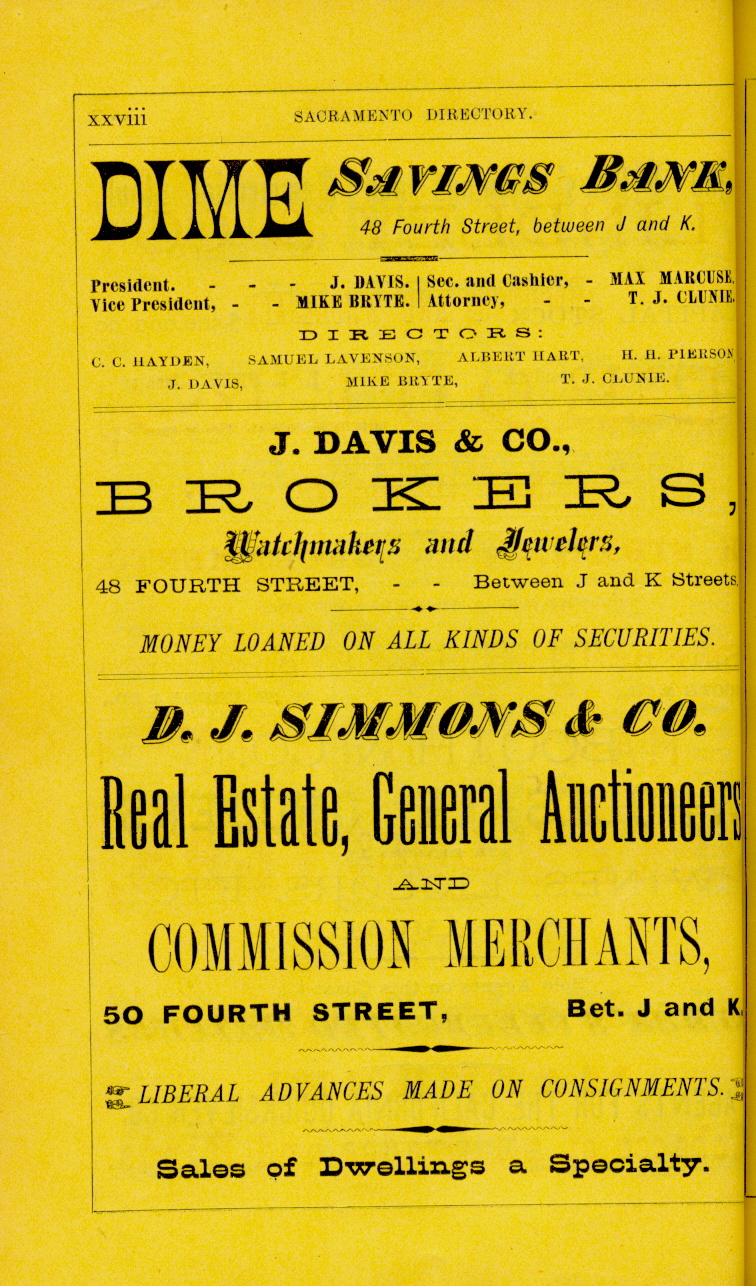 xxviii SACRAMENTO DIRECTORY.
DIME SAVINGS BANK,
48 Fourth Street, between J and K.
President. - - - J. DAVIS. | Sec. and Cashier, - MAX MARCUSE.
Vice President, - - MIKE BRYTE. | Attorney, - - T. J. CLUNIE.
DIRECTORS:
C. C. HAYDEN, SAMUEL LAVENSON, ALBERT HART, H. H. PIERSON
J. DAVIS, MIKE BRYTE, T. J. CLUNIE.
J. DAVIS & CO.,
BROKERS,
Watchmakers and Jewelers,
48 FOURTH STREET, - - Between J and K Streets.
MONEY LOANED ON ALL KINDS OF SECURITIES.
D. J. SIMMONS & CO.
Real Estate, General Auctioneers
AND
COMMISSION MERCHANTS,
50 FOURTH STREET, Bet. J and K.
LIBERAL ADVANCES MADE ON CONSIGNMENTS.
Sales of Dwellings a Specialty.